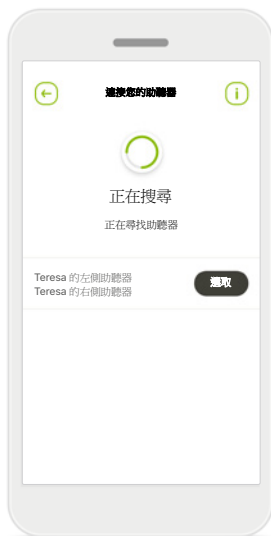 連接您的助聽器
正在搜尋
正在尋找助聽器
Teresa 的左側助聽器
Teresa 的右側助聽器
選取